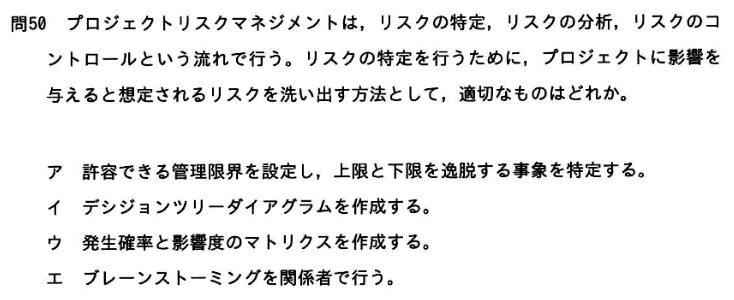 問50 プロジェクトリスクマネジメントは，リスクの特定，リスクの分析，リスクのコ
ントロールという流れで行う。リスクの特定を行うために，プロジェクトに影響を
与えると想定されるリスクを洗い出す方法として，適切なものはどれか。
ア 許容できる管理限界を設定し，上限と下限を逸脱する事象を特定する。
イ デシジョンツリーダイアグラムを作成する。
ウ 発生確率と影響度のマトリクスを作成する。
エ ブレーンストーミングを関係者で行う。